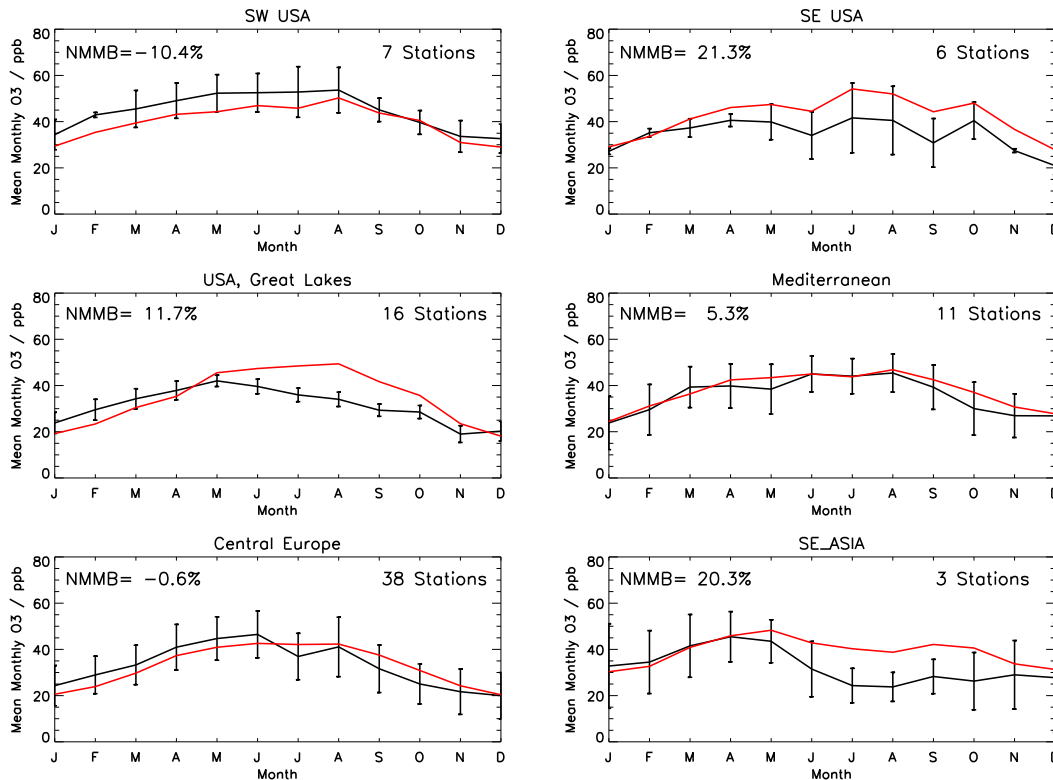 SW USA
NMMB=-10.4% 7 Stations
Mean Monthly O3 / ppb
80
60
40
20
0
J F M A M J J A S O N D
Month
SE USA
NMMB= 21.3% 6 Stations
Mean Monthly O3 / ppb
80
60
40
20
0
J F M A M J J A S O N D
Month
USA, Great Lakes
NMMB= 11.7% 16 Stations
Mean Monthly O3 / ppb
80
60
40
20
0
J F M A M J J A S O N D
Month
Mediterranean
NMMB= 5.3% 11 Stations
Mean Monthly O3 / ppb
80
60
40
20
0
J F M A M J J A S O N D
Month
Central Europe
NMMB= -0.6% 38 Stations
Mean Monthly O3 / ppb
80
60
40
20
0
J F M A M J J A S O N D
Month
SE_ASIA
NMMB= 20.3% 3 Stations
Mean Monthly O3 / ppb
80
60
40
20
0
J F M A M J J A S O N D
Month